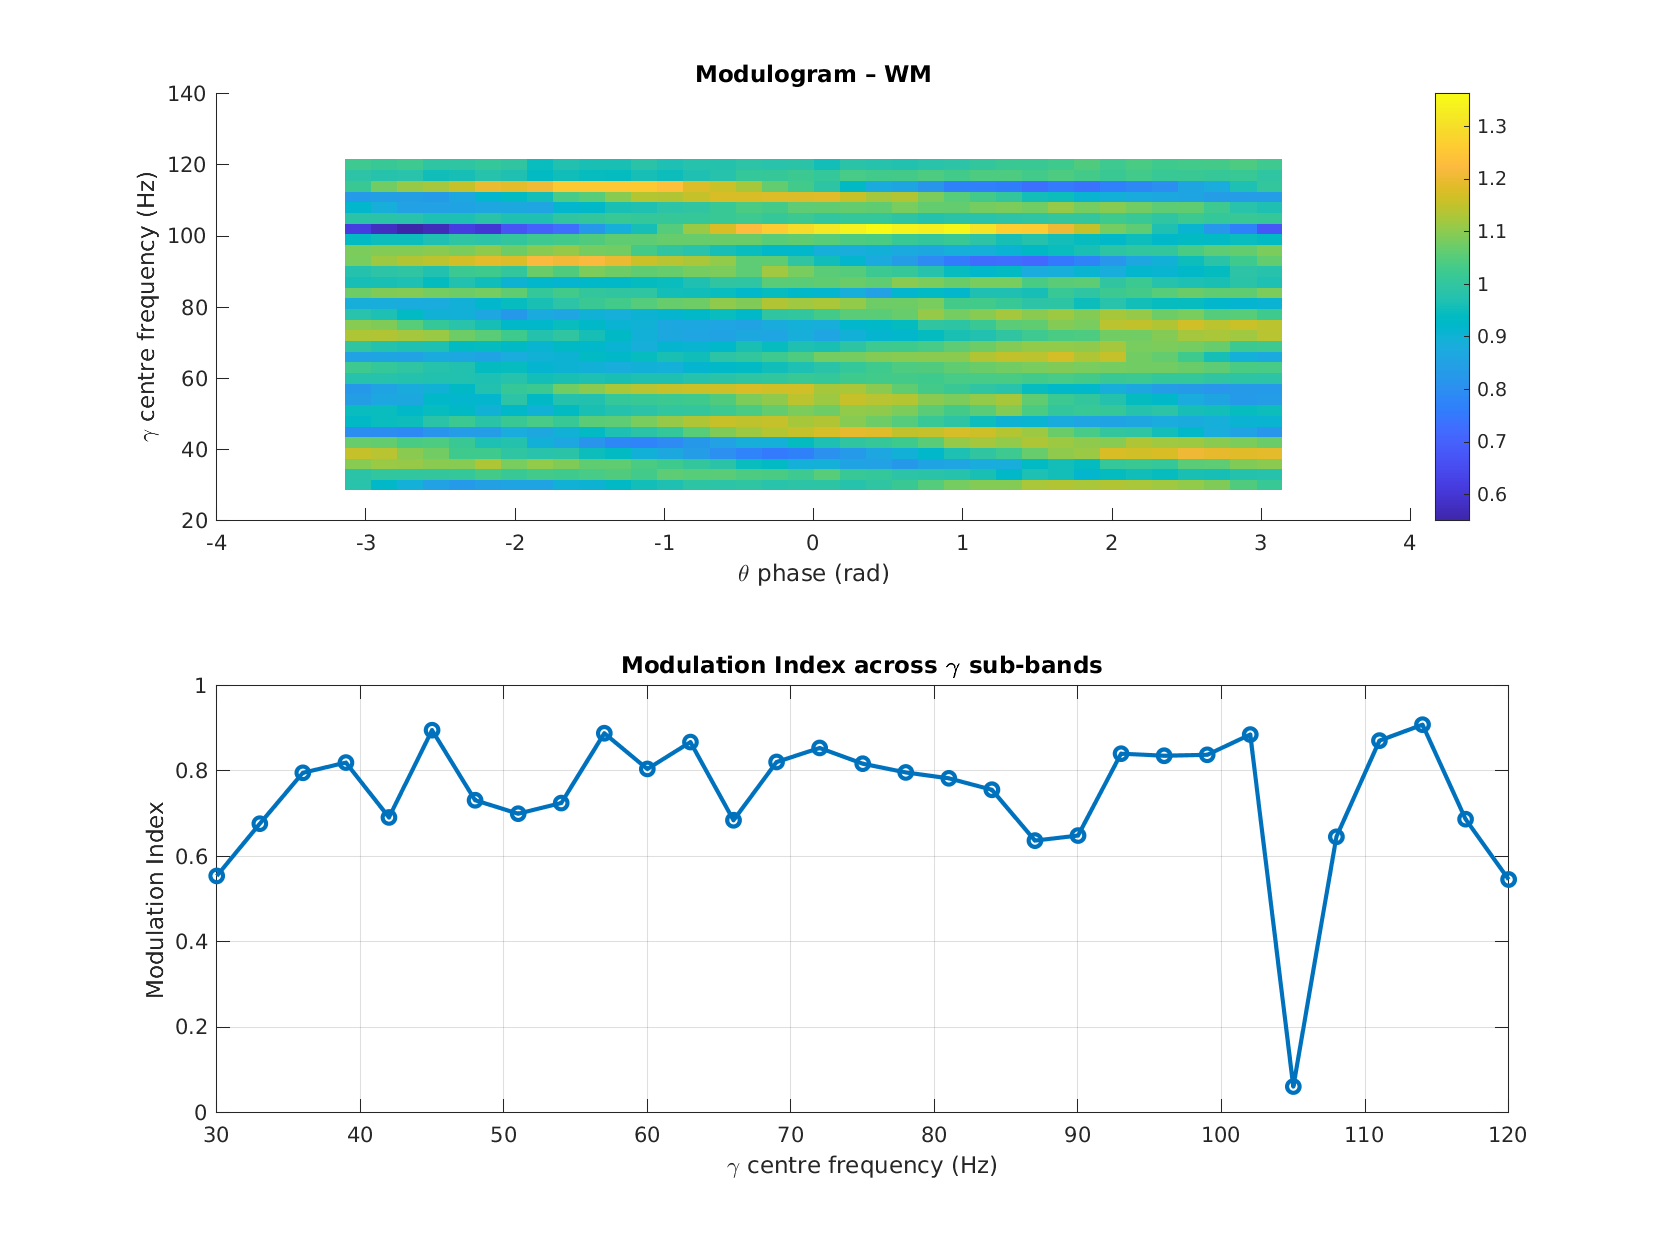 Modulogram – WM
γ centre frequency (Hz)
140
120
100
80
60
40
20
-4 -3 -2 -1 0 1 2 3 4
θ phase (rad)
1.3
1.2
1.1
1
0.9
0.8
0.7
0.6
Modulation Index across γ sub-bands
Modulation Index
1
0.8
0.6
0.4
0.2
0
30 40 50 60 70 80 90 100 110 120
γ centre frequency (Hz)